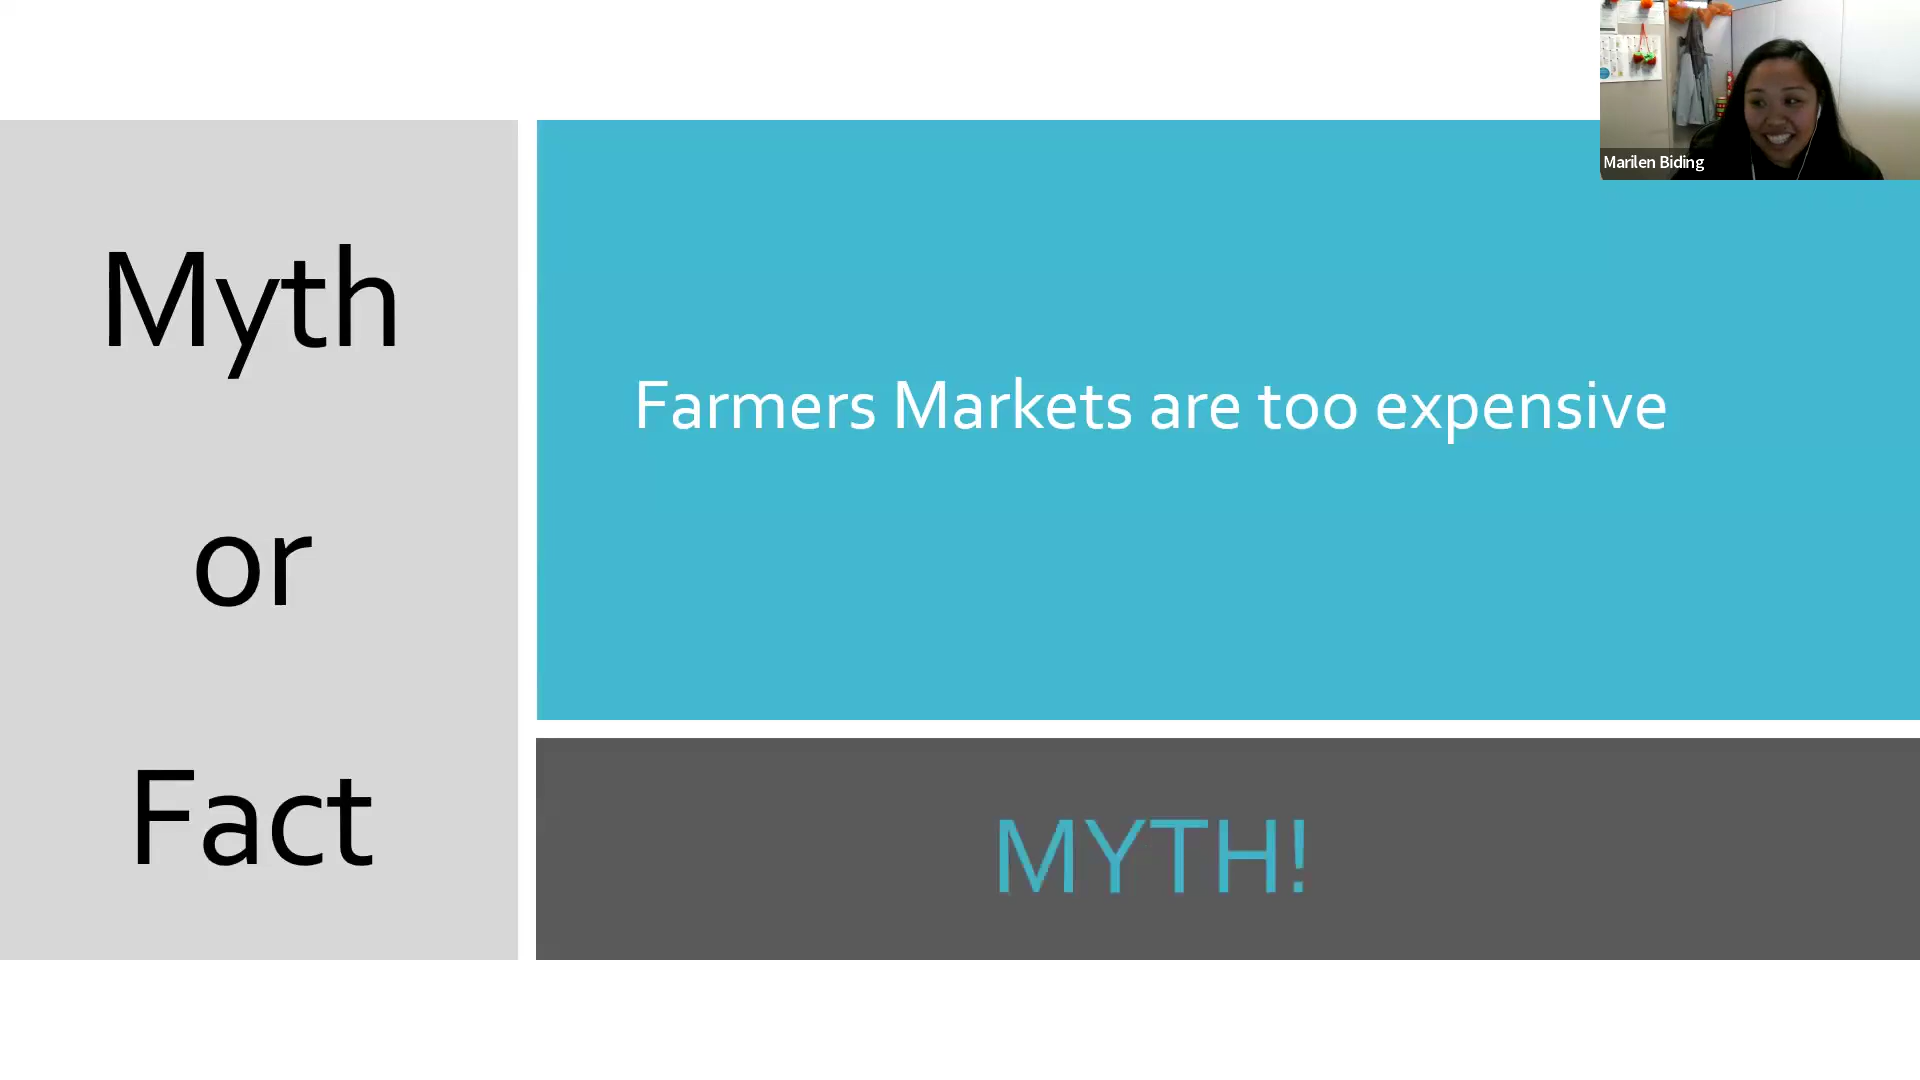 Marilen Biding
Myth
or
Fact
Farmers Markets are too expensive
MYTH!